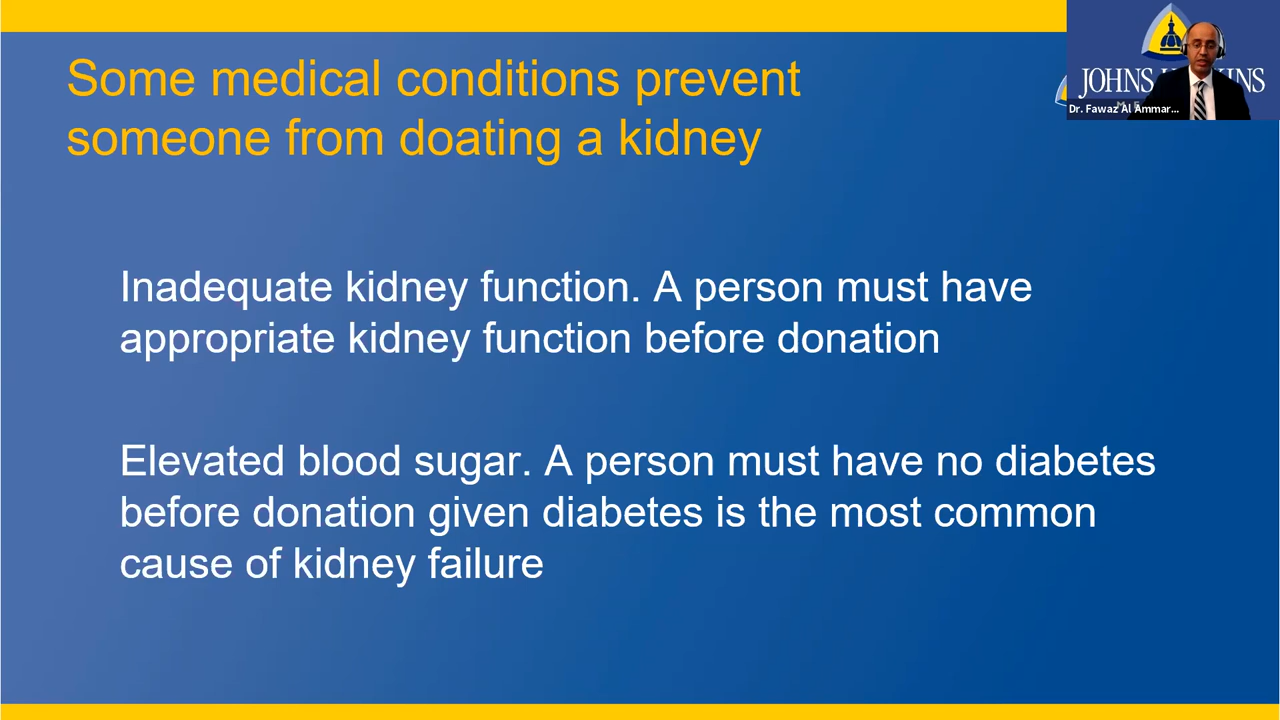 Some medical conditions prevent
someone from doating a kidney
JOHNS
Dr. Fawaz Al Ammar...
Inadequate kidney function. A person must have
appropriate kidney function before donation
Elevated blood sugar. A person must have no diabetes
before donation given diabetes is the most common
cause of kidney failure